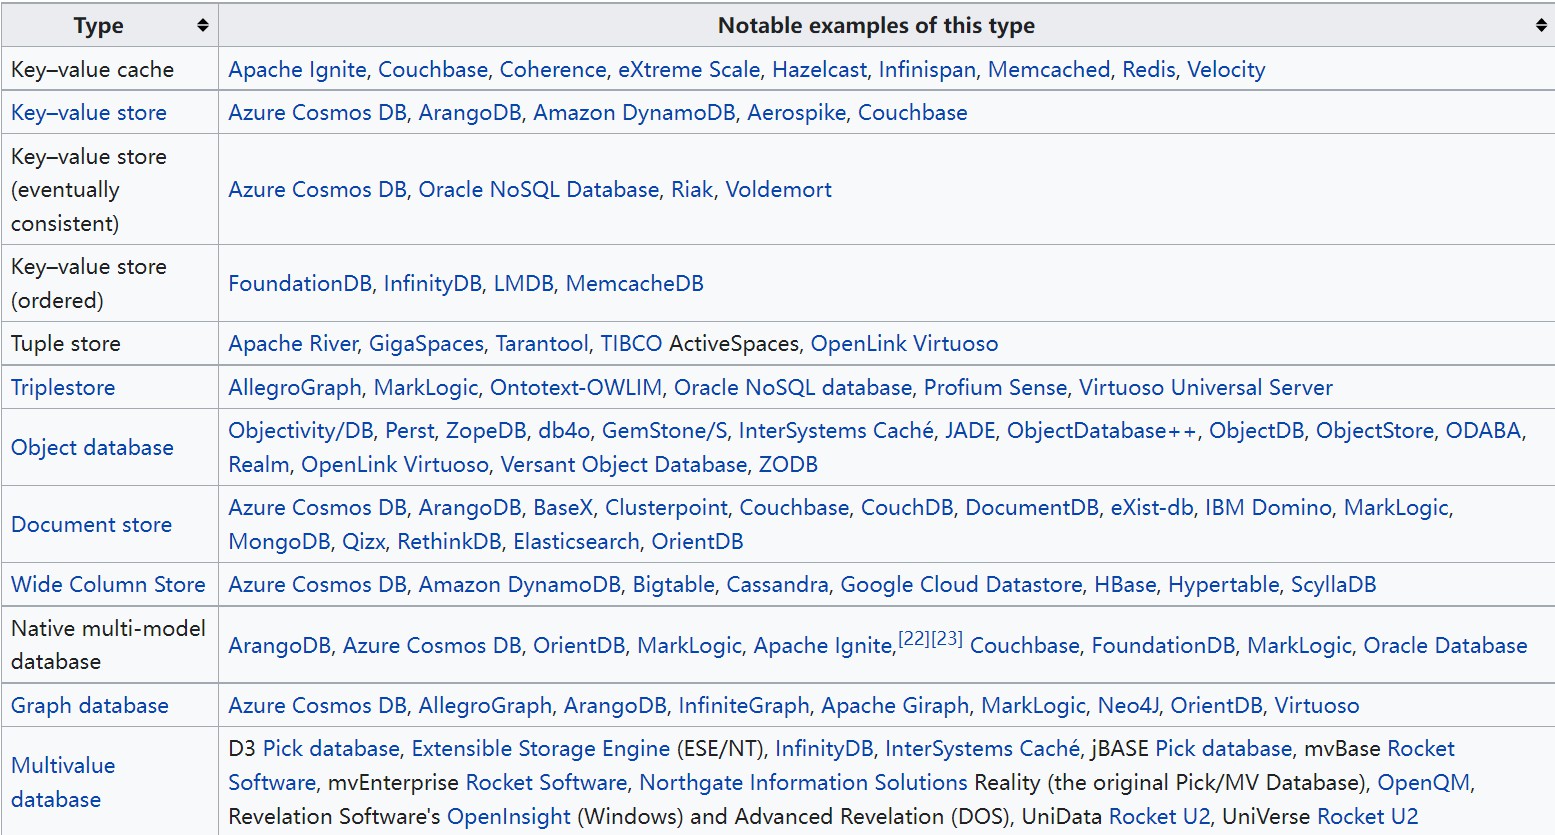 Type Notable examples of this type
Key–value cache Apache Ignite, Couchbase, Coherence, eXtreme Scale, Hazelcast, Infinispan, Memcached, Redis, Velocity
Key–value store Azure Cosmos DB, ArangoDB, Amazon DynamoDB, Aerospike, Couchbase
Key–value store
(eventually
consistent)
Azure Cosmos DB, Oracle NoSQL Database, Riak, Voldemort
Key–value store
(ordered)
FoundationDB, InfinityDB, LMDB, MemcacheDB
Tuple store Apache River, GigaSpaces, Tarantool, TIBCO ActiveSpaces, OpenLink Virtuoso
Triplestore AllegroGraph, MarkLogic, Ontotext-OWLIM, Oracle NoSQL database, Profium Sense, Virtuoso Universal Server
Object database
Objectivity/DB, Perst, ZopeDB, db4o, GemStone/S, InterSystems Caché, JADE, ObjectDatabase++, ObjectDB, ObjectStore, ODABA,
Realm, OpenLink Virtuoso, Versant Object Database, ZODB
Document store
Azure Cosmos DB, ArangoDB, BaseX, Clusterpoint, Couchbase, CouchDB, DocumentDB, eXist-db, IBM Domino, MarkLogic,
MongoDB, Qizx, RethinkDB, Elasticsearch, OrientDB
Wide Column Store Azure Cosmos DB, Amazon DynamoDB, Bigtable, Cassandra, Google Cloud Datastore, HBase, Hypertable, ScyllaDB
Native multi-model
database
ArangoDB, Azure Cosmos DB, OrientDB, MarkLogic, Apache Ignite,[22][23] Couchbase, FoundationDB, MarkLogic, Oracle Database
Graph database Azure Cosmos DB, AllegroGraph, ArangoDB, InfiniteGraph, Apache Giraph, MarkLogic, Neo4J, OrientDB, Virtuoso
Multivalue
database
D3 Pick database, Extensible Storage Engine (ESE/NT), InfinityDB, InterSystems Caché, jBASE Pick database, mvBase Rocket
Software, mvEnterprise Rocket Software, Northgate Information Solutions Reality (the original Pick/MV Database), OpenQM,
Revelation Software's OpenInsight (Windows) and Advanced Revelation (DOS), UniData Rocket U2, UniVerse Rocket U2